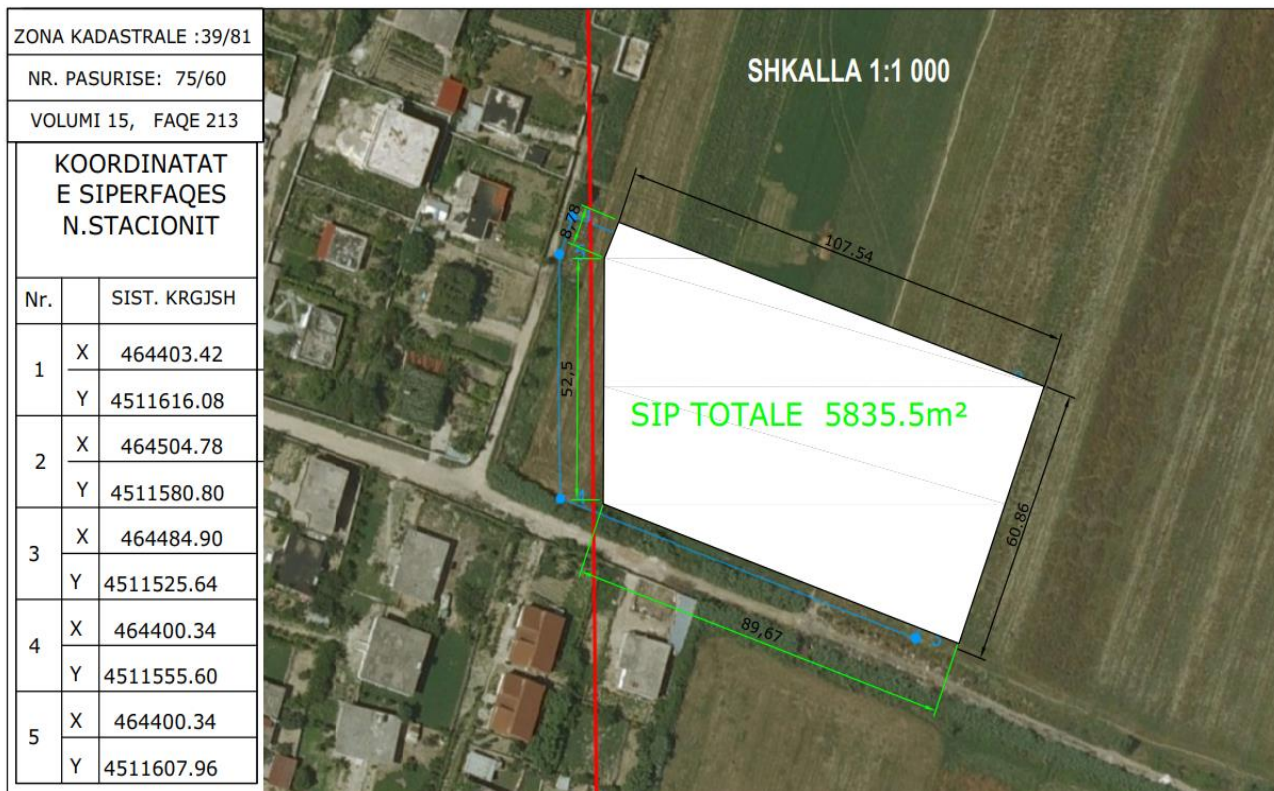 ZONA KADASTRALE :39/81
NR. PASURISE: 75/60
VOLUMI 15, FAQE 213
KOORDINATAT
E SIPERFAQES
N.STACIONIT
Nr. SIST. KRGJSH
1 X 464403.42
Y 4511616.08
2 X 464504.78
Y 4511580.80
3 X 464484.90
Y 4511525.64
4 X 464400.34
Y 4511555.60
5 X 464400.34
Y 4511607.96
SHKALLA 1:1 000
8,78
107.54
52,5
SIP TOTALE 5835.5m²
60.86
89,67
3